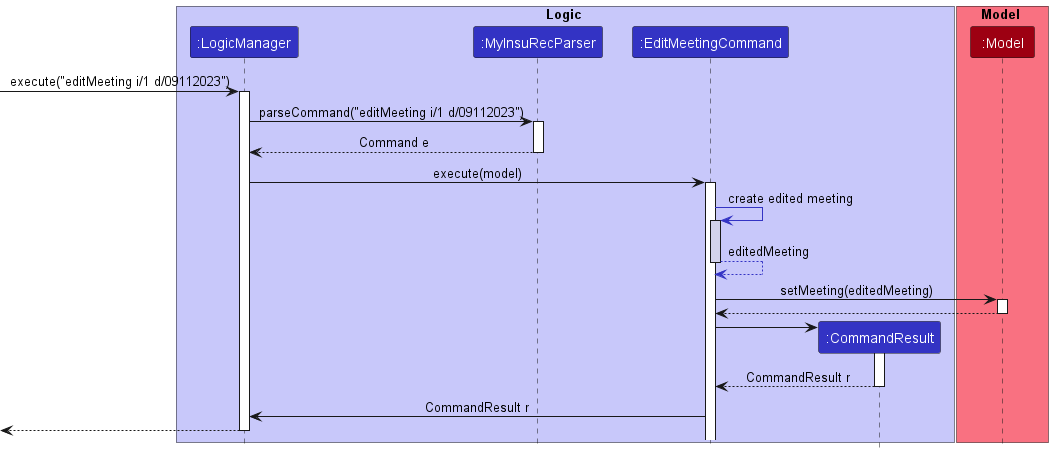 Logic
Model
:LogicManager
:MyInsuRecParser
:EditMeetingCommand
:Model
execute("editMeeting i/1 d/09112023")
parseCommand("editMeeting i/1 d/09112023")
Command e
execute(model)
create edited meeting
editedMeeting
setMeeting(editedMeeting)
:CommandResult
CommandResult r
CommandResult r